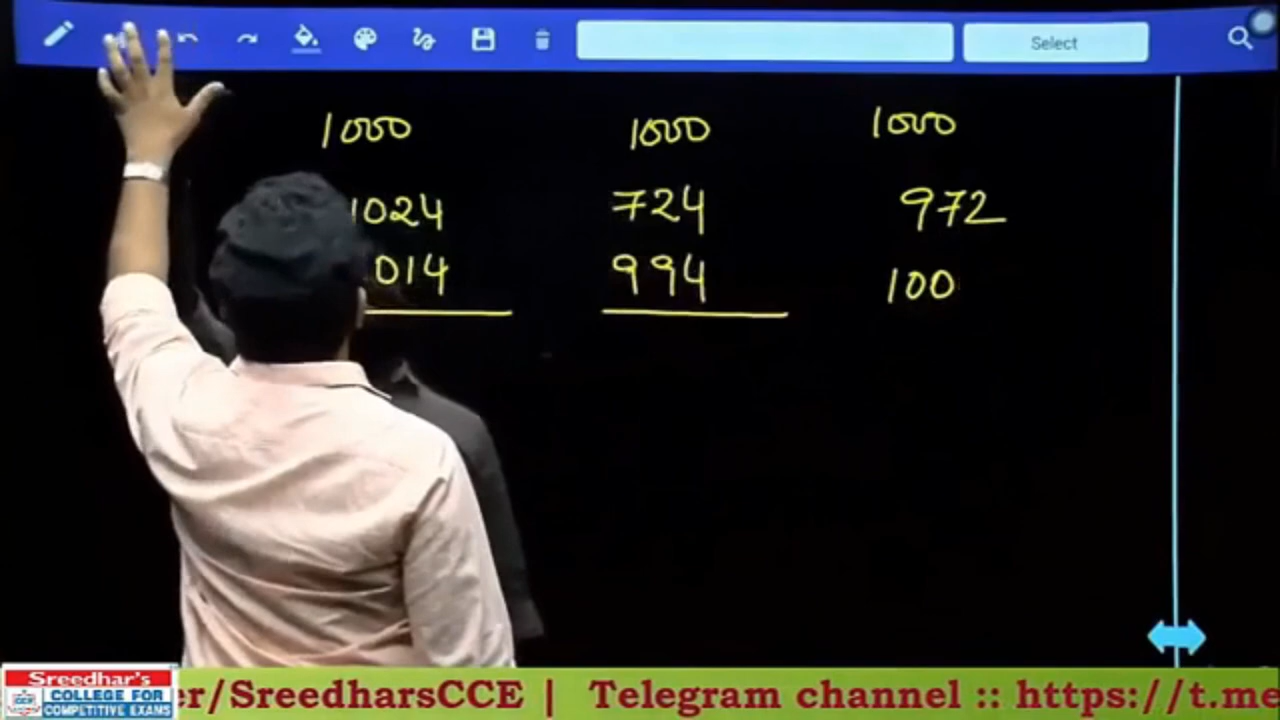 Select
1000 1000 1000
1024 724 972
014 994 100
Sreedhar's
COLLEGE FOR
COMPETITIVE EXAMS
er/SreedharsCCE | Telegram channel :: https://t.me